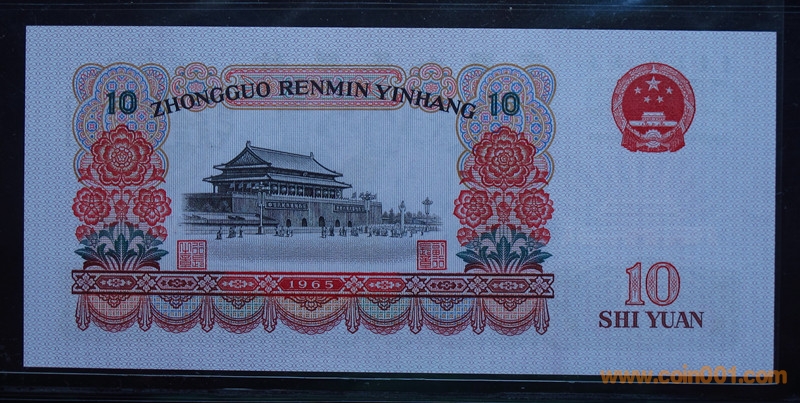 10 ZHONGGUO RENMIN YINHANG 10
1965
10
SHI YUAN
www.coin001.com